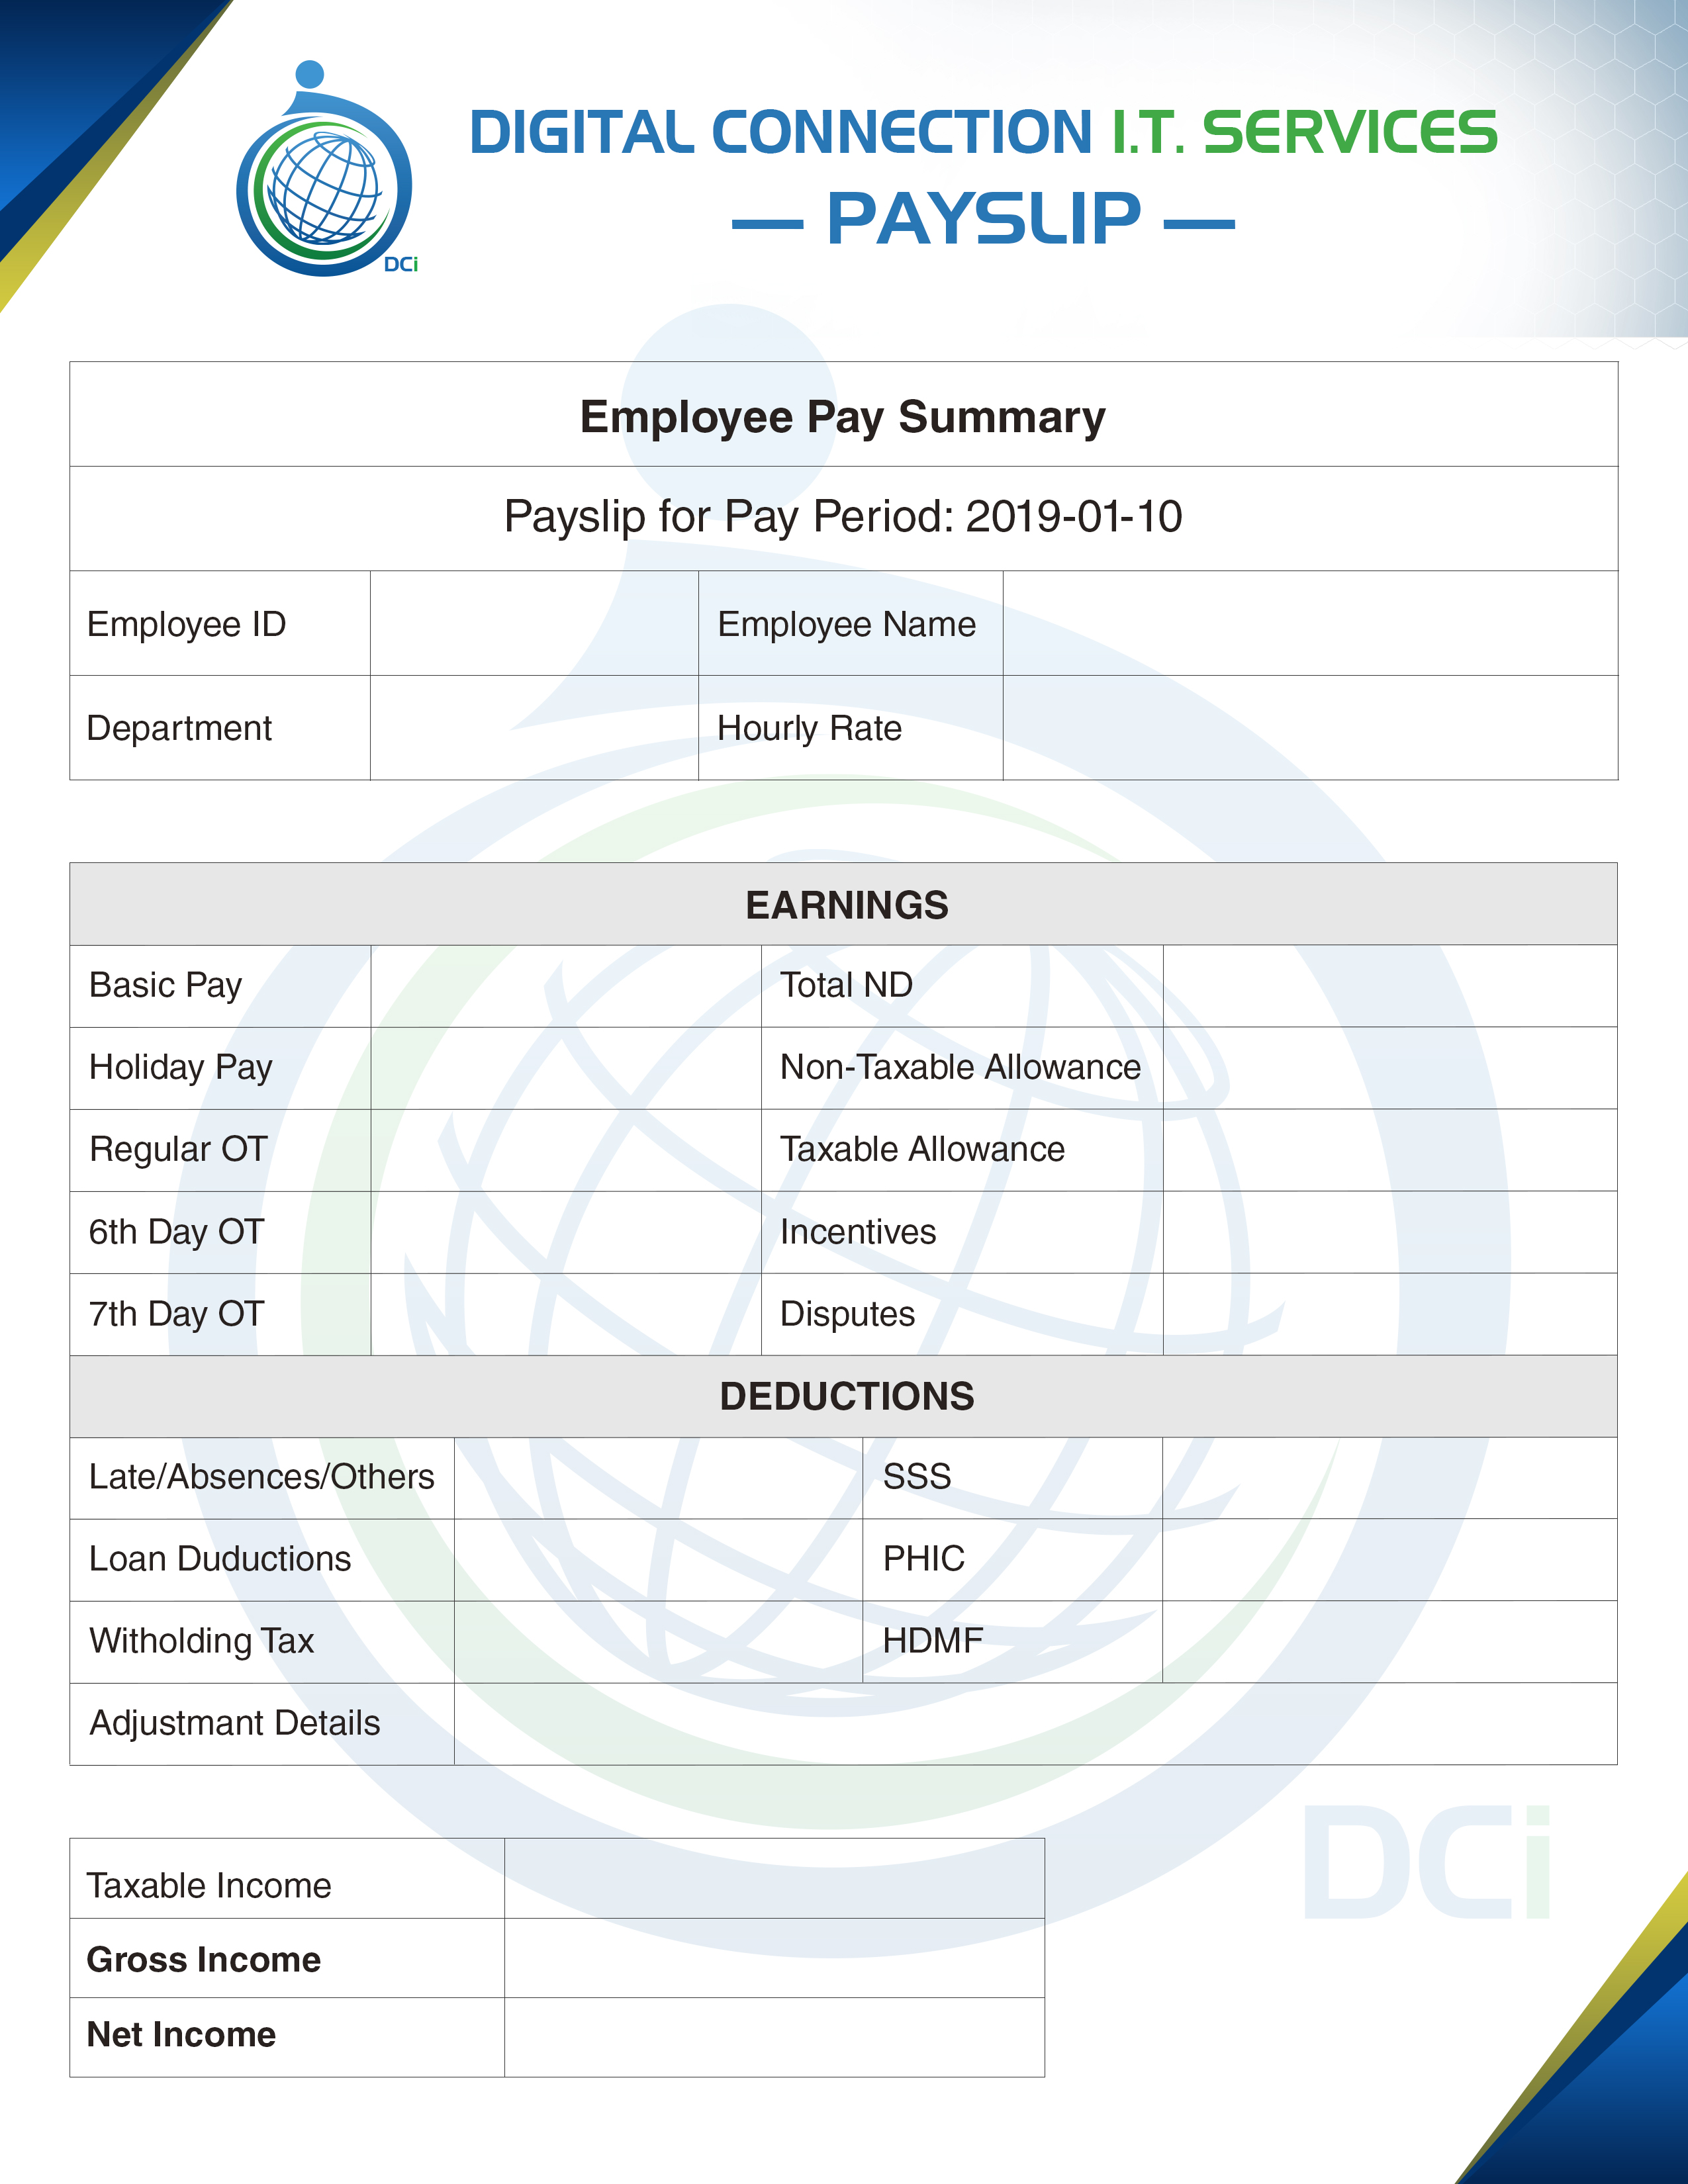 DIGITAL CONNECTION I.T. SERVICES
— PAYSLIP —
DCi
Employee Pay Summary
Payslip for Pay Period: 2019-01-10
Employee ID Employee Name
Department Hourly Rate
EARNINGS
Basic Pay Total ND
Holiday Pay Non-Taxable Allowance
Regular OT Taxable Allowance
6th Day OT Incentives
7th Day OT Disputes
DEDUCTIONS
Late/Absences/Others SSS
Loan Duductions PHIC
Witholding Tax HDMF
Adjustmant Details
DCi
Taxable Income
Gross Income
Net Income